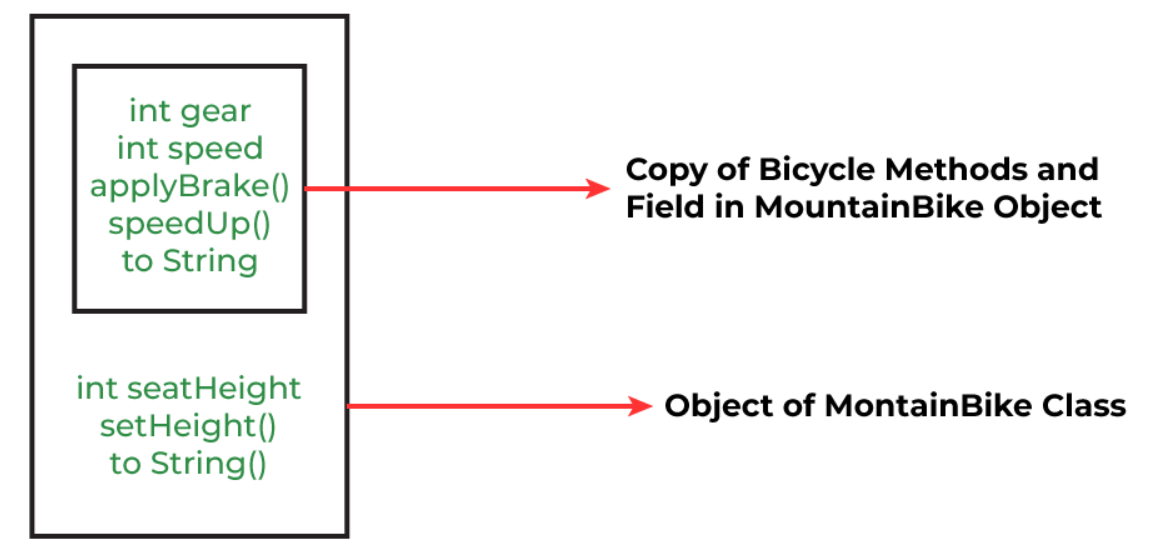 int gear
int speed
applyBrake()
speedUp()
to String
Copy of Bicycle Methods and
Field in MountainBike Object
int seatHeight
setHeight()
to String()
Object of MontainBike Class